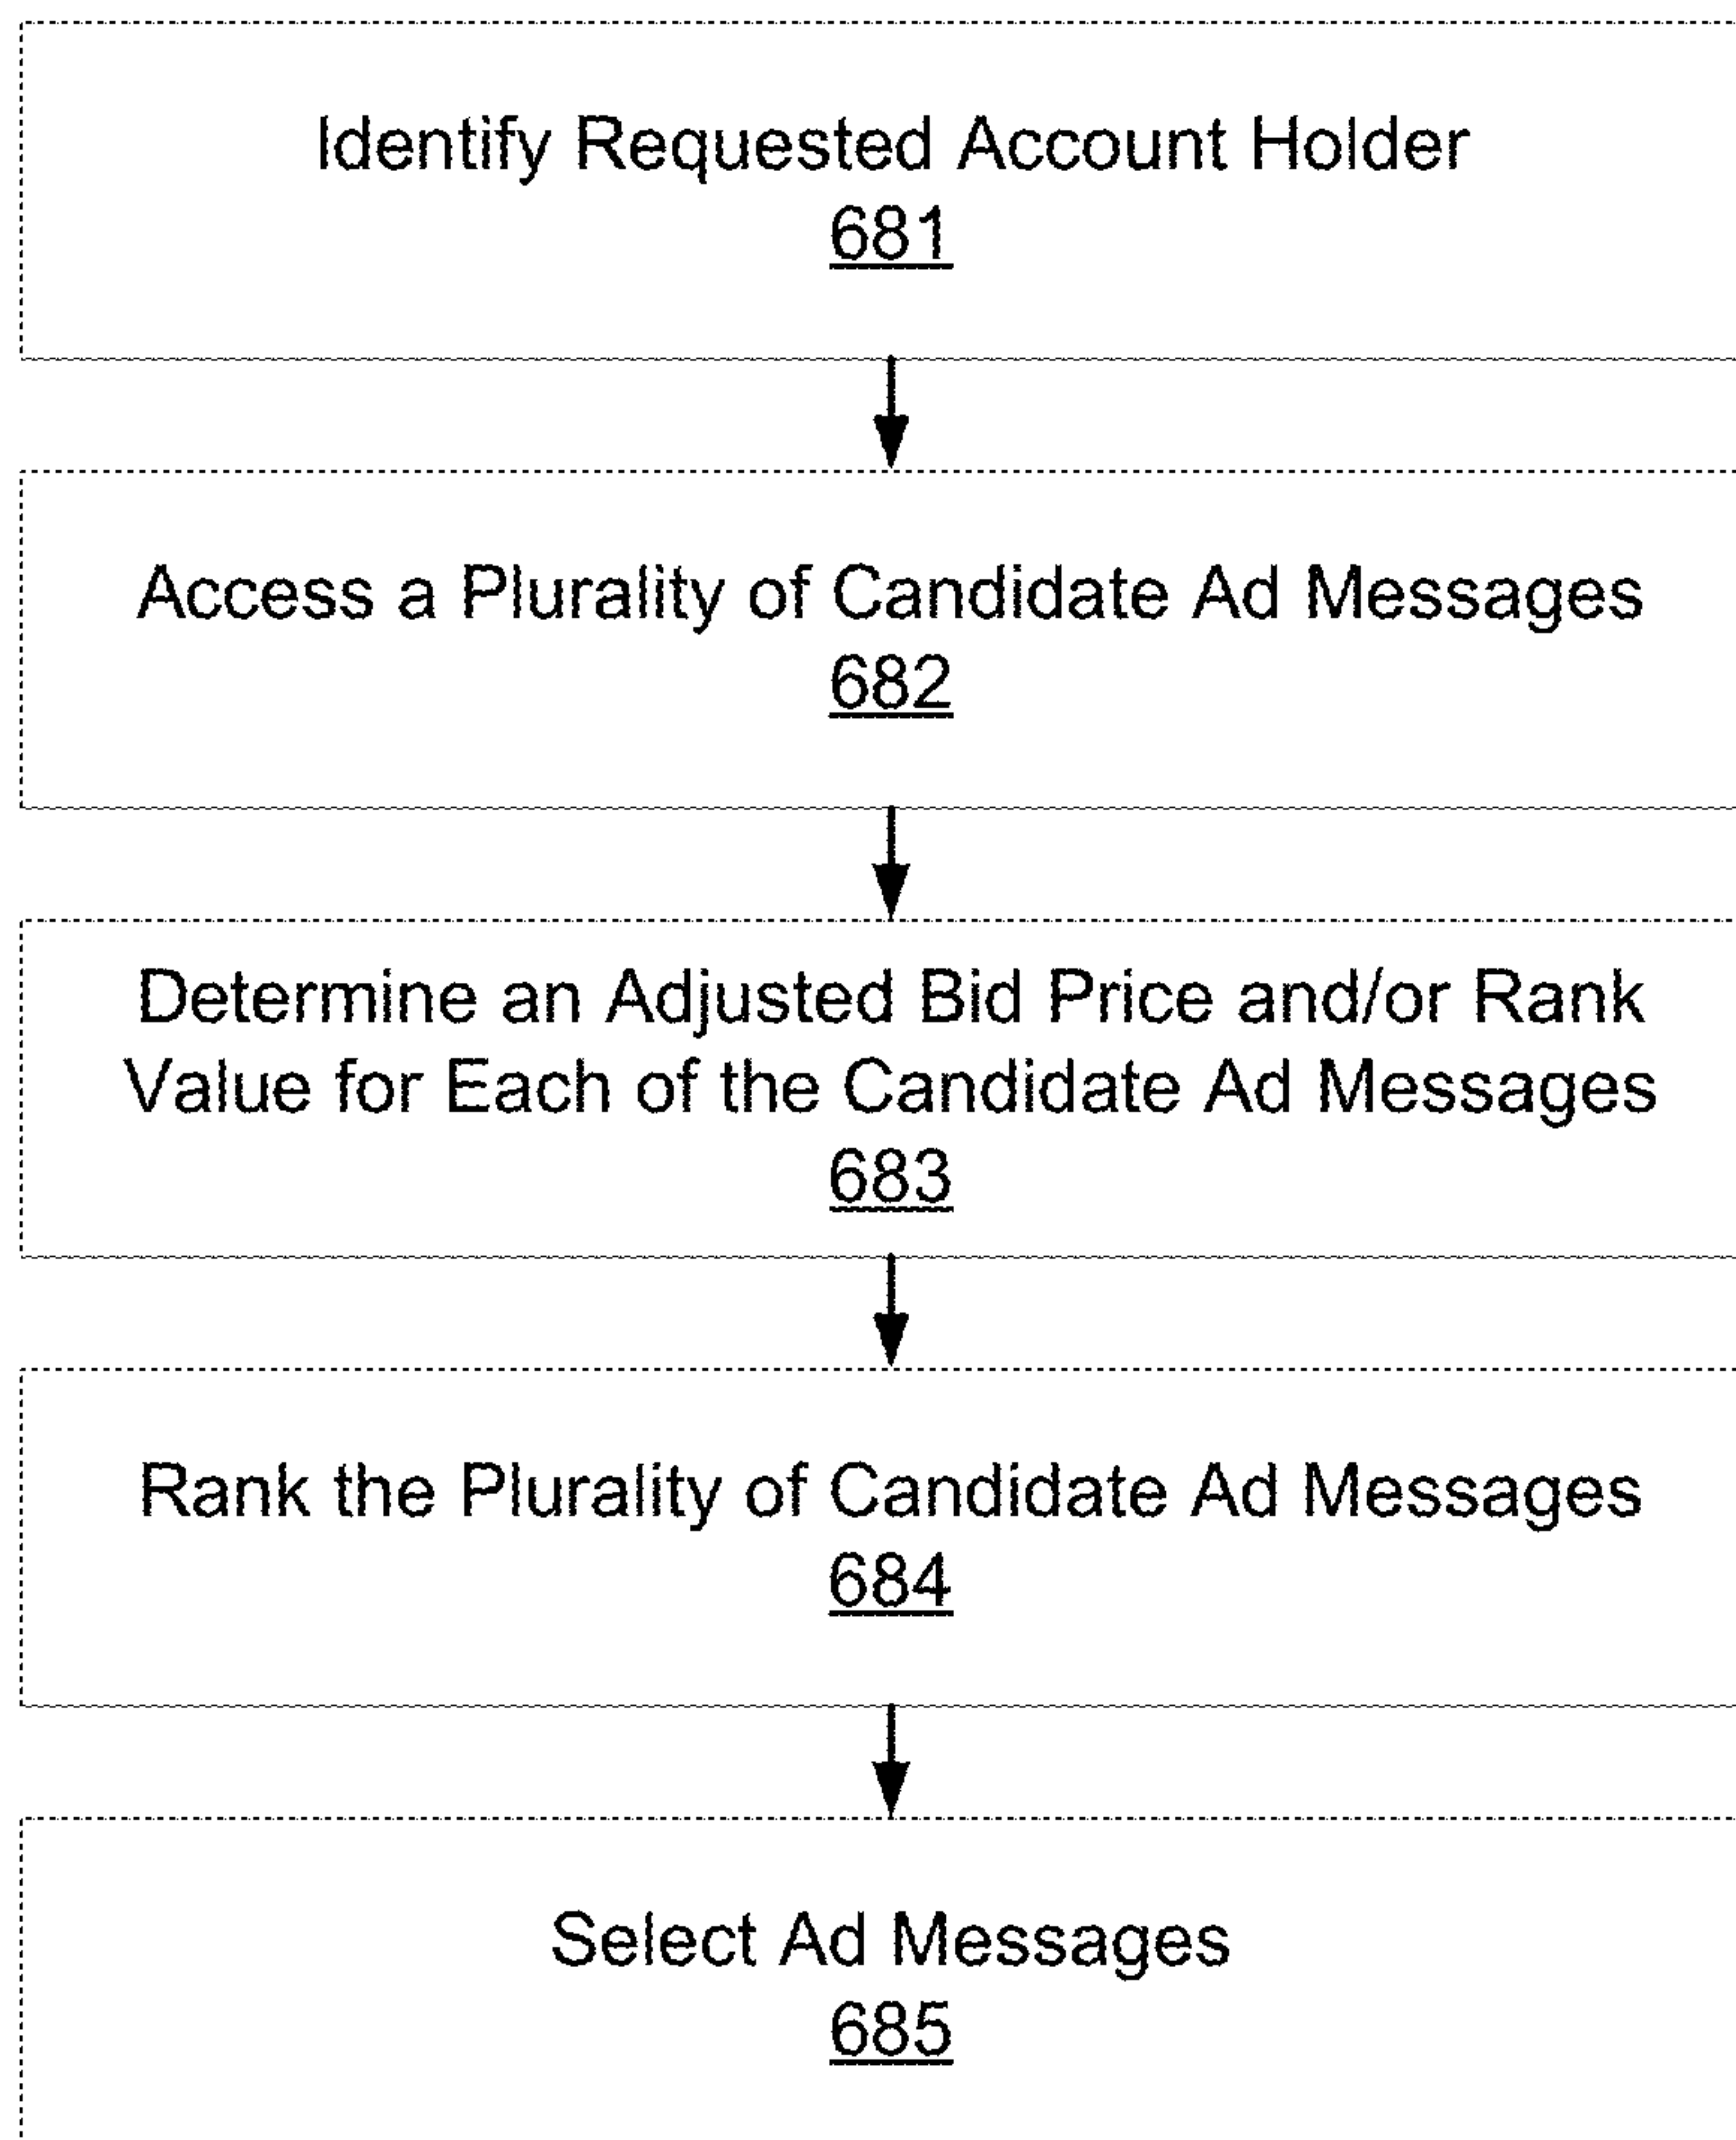 Identify Requested Account Holder
681
Access a Plurality of Candidate Ad Messages
682
Determine an Adjusted Bid Price and/or Rank
Value for Each of the Candidate Ad Messages
683
Rank the Plurality of Candidate Ad Messages
684
Select Ad Messages
685